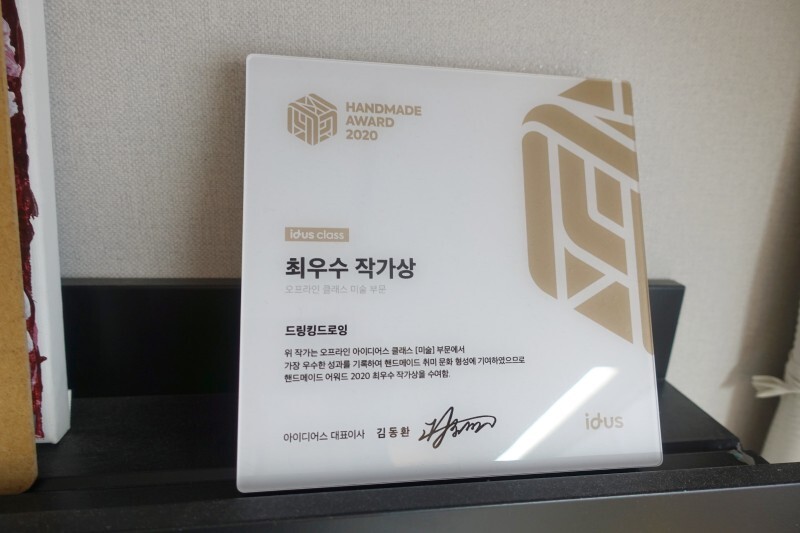 HANDMADE
AWARD
2020
idus class
최우수 작가상
오프라인 클래스 미술 부문
드링킹드로잉
위 작가는 오프라인 아이디어스 클래스 [미술] 부문에서
가장 우수한 성과를 기록하여 핸드메이드 취미 문화 형성에 기여하였으므로
핸드메이드 어워드 2020 최우수 작가상을 수여함.
아이디어스 대표이사 김동환
idus